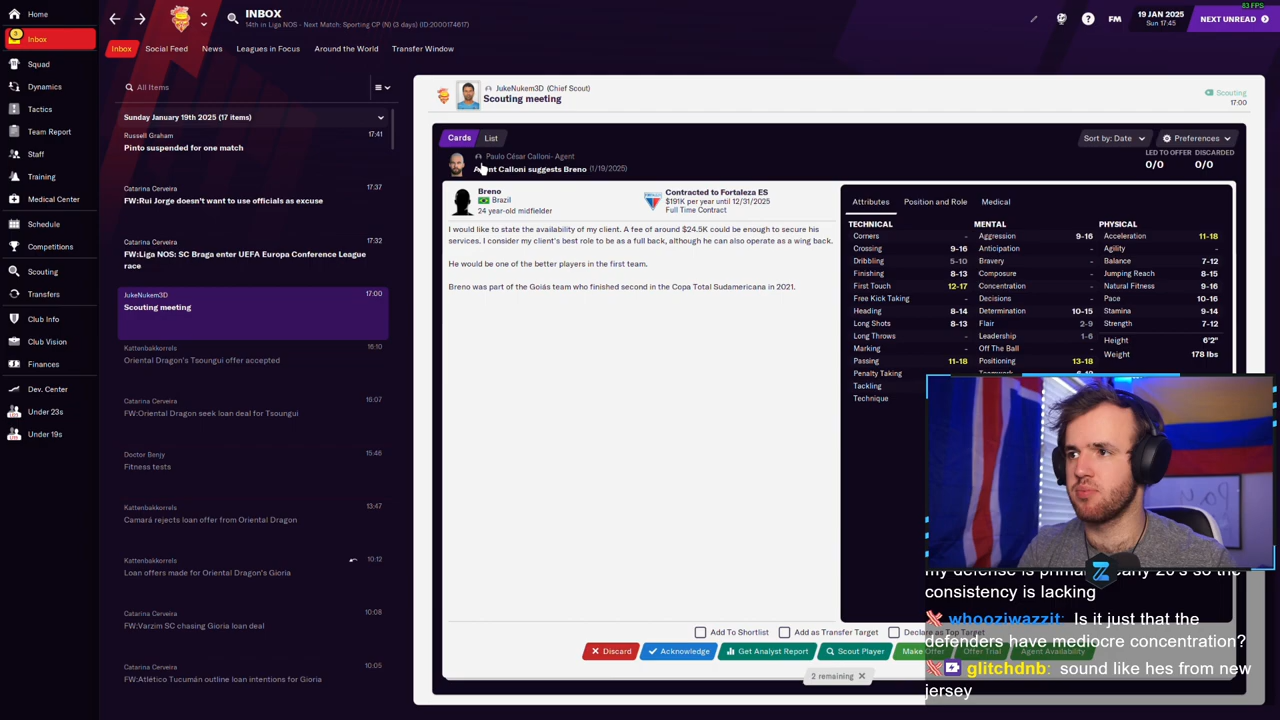 83 FPS
Home
INBOX
14th in Liga NOS - Next Match: Sporting CP (N) (3 days) (ID:2000174617)
FM
19 JAN 2025
Sun 17:45
NEXT UNREAD
3
Inbox
Inbox
Social Feed
News
Leagues in Focus
Around the World
Transfer Window
Squad
Dynamics
Tactics
Team Report
Staff
Training
Medical Center
Schedule
Competitions
Scouting
Transfers
Club Info
Club Vision
Finances
Dev. Center
Under 23s
Under 19s
All Items
Sunday January 19th 2025 (17 items)
Russell Graham
17:41
Pinto suspended for one match
Catarina Cerveira
17:37
FW:Rui Jorge doesn't want to use officials as excuse
Catarina Cerveira
17:32
FW:Liga NOS: SC Braga enter UEFA Europa Conference League
race
JukeNukem3D
17:00
Scouting meeting
Kattenbakkorrels
16:10
Oriental Dragon's Tsoungui offer accepted
Catarina Cerveira
16:07
FW:Oriental Dragon seek loan deal for Tsoungui
Doctor Benjy
15:46
Fitness tests
Kattenbakkorrels
13:47
Camará rejects loan offer from Oriental Dragon
Kattenbakkorrels
10:12
Loan offers made for Oriental Dragon's Gioria
Catarina Cerveira
10:08
FW:Varzim SC chasing Gioria loan deal
Catarina Cerveira
10:05
FW:Atlético Tucumán outline loan intentions for Gioria
JukeNukem3D (Chief Scout)
Scouting meeting
Scouting
17:00
Cards
List
Sort by: Date
Preferences
Paulo César Calloni- Agent
Agent Calloni suggests Breno (1/19/2025)
LED TO OFFER
DISCARDED
0/0
0/0
Breno
Brazil
24 year-old midfielder
Contracted to Fortaleza ES
$191K per year until 12/31/2025
Full Time Contract
I would like to state the availability of my client. A fee of around $24.5K could be enough to secure his
services. I consider my client's best role to be as a full back, although he can also operate as a wing back.
He would be one of the better players in the first team.
Breno was part of the Goiás team who finished second in the Copa Total Sudamericana in 2021.
Attributes
Position and Role
Medical
TECHNICAL
MENTAL
PHYSICAL
Corners -
Aggression 9-16
Acceleration 11-18
Crossing 9-16
Anticipation -
Agility -
Dribbling 5-10
Bravery -
Balance 7-12
Finishing 8-13
Composure -
Jumping Reach 8-15
First Touch 12-17
Concentration -
Natural Fitness 9-16
Free Kick Taking -
Decisions -
Pace 10-16
Heading 8-14
Determination 10-15
Stamina 9-14
Long Shots 8-13
Flair 2-9
Strength 7-12
Long Throws -
Leadership 1-6
Height 6'2"
Marking -
Off The Ball -
Weight 178 lbs
Passing 11-18
Positioning 13-18
Penalty Taking
Tackling
Technique
Add To Shortlist
Add as Transfer Target
Declare as Top Target
Discard
Acknowledge
Get Analyst Report
Scout Player
Make Offer
Offer Trial
Agent Availability
2 remaining
consistency is lacking
whooziwazzit: Is it just that the
defenders have mediocre concentration?
glitchdnb: sound like hes from new
jersey